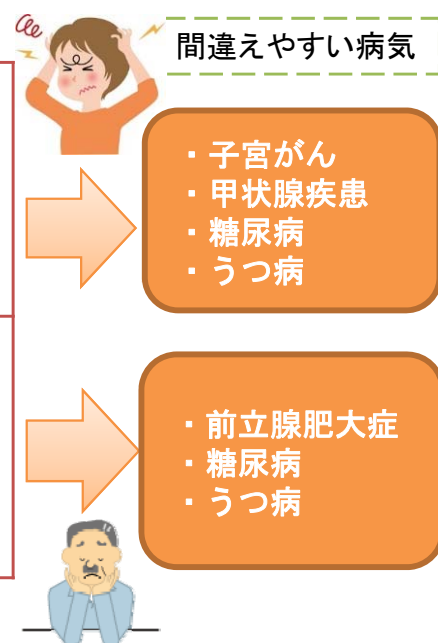 間違えやすい病気
・子宮がん
・甲状腺疾患
・糖尿病
・うつ病
・前立腺肥大症
・糖尿病
・うつ病